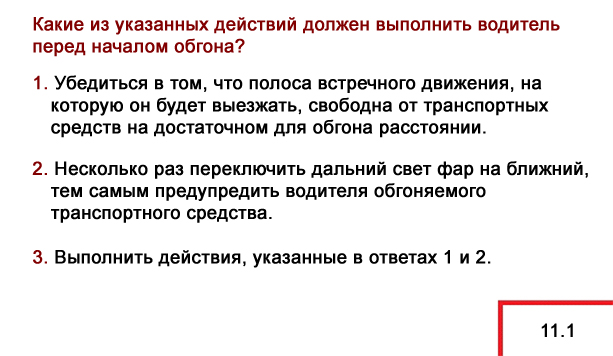 Какие из указанных действий должен выполнить водитель
перед началом обгона?
1. Убедиться в том, что полоса встречного движения, на
которую он будет выезжать, свободна от транспортных
средств на достаточном для обгона расстоянии.
2. Несколько раз переключить дальний свет фар на ближний,
тем самым предупредить водителя обгоняемого
транспортного средства.
3. Выполнить действия, указанные в ответах 1 и 2.
11.1